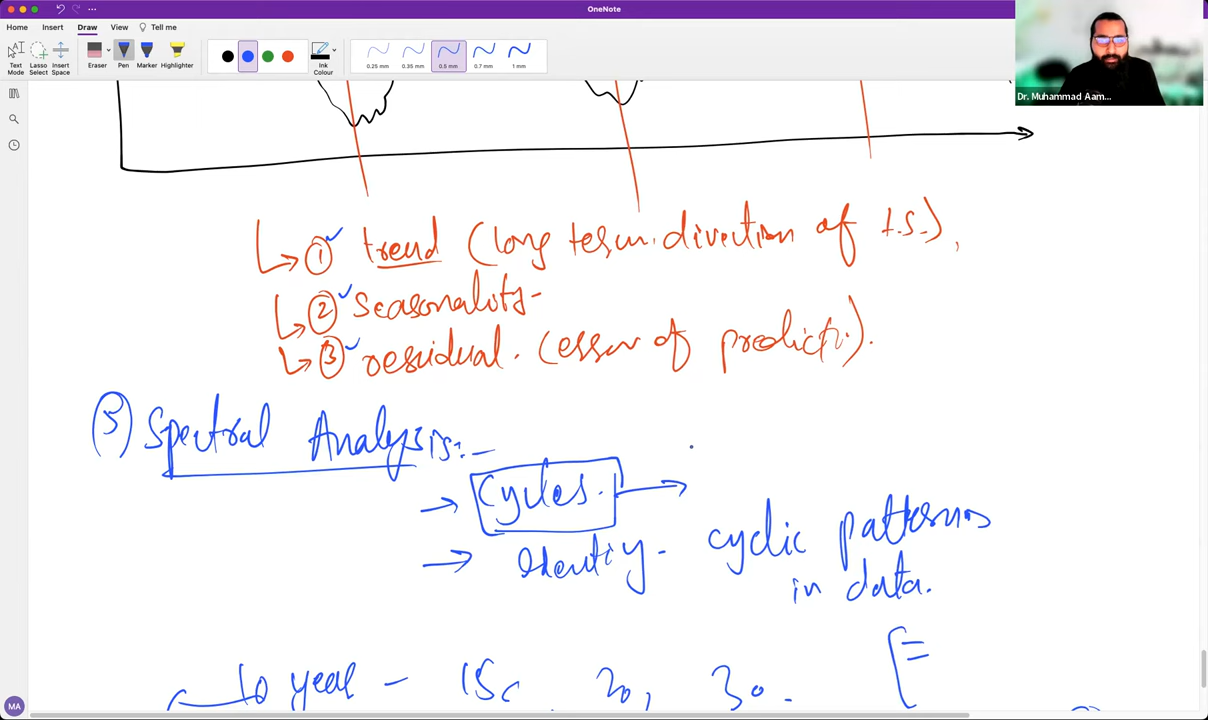 OneNote
Home Insert Draw View Tell me
Text Mode Lasso Select Insert Space Eraser Pen Marker Highlighter Ink Colour 0.25 mm 0.35 mm 0.5 mm 0.7 mm 1 mm
Dr. Muhammad Aam...
① trend (long term. direction of t.s.),
② seasonality-
③ residual. (error of predict.).
⑤ Spectral Analysis:-
→ Cycles. →
→ Identiy- cyclic patterns
in data.
10 year - 15, 20, 30.
MA